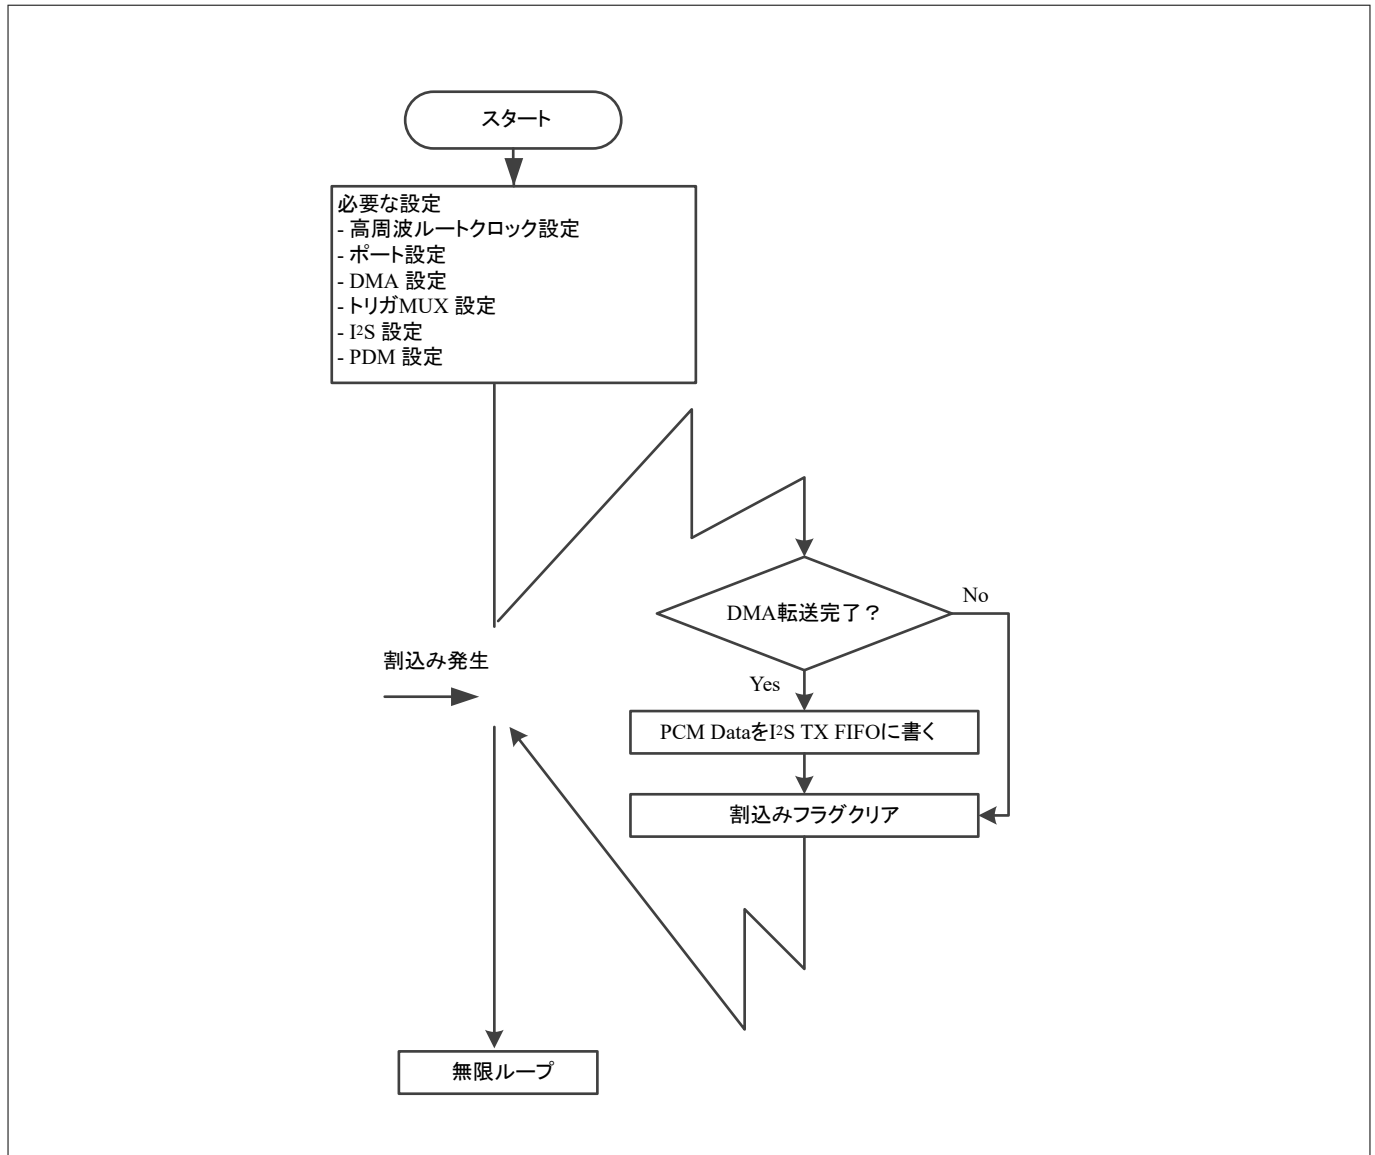 スタート
必要な設定
- 高周波ルートクロック設定
- ポート設定
- DMA 設定
- トリガMUX 設定
- I²S 設定
- PDM 設定
DMA転送完了？
No
割込み発生
Yes
PCM DataをI²S TX FIFOに書く
割込みフラグクリア
無限ループ